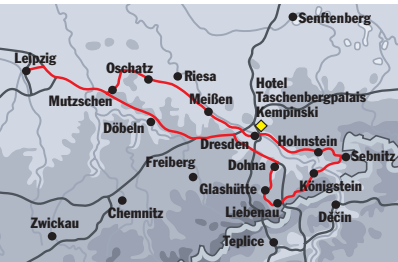 Senftenberg
Leipzig
Oschatz
Riesa
Hotel
Taschenbergpalais
Kempinski
Mutzschen
Meißen
Döbeln
Dresden
Hohnstein
Sebnitz
Freiberg
Dohna
Glashütte
Königstein
Chemnitz
Liebenau
Děčín
Zwickau
Teplice